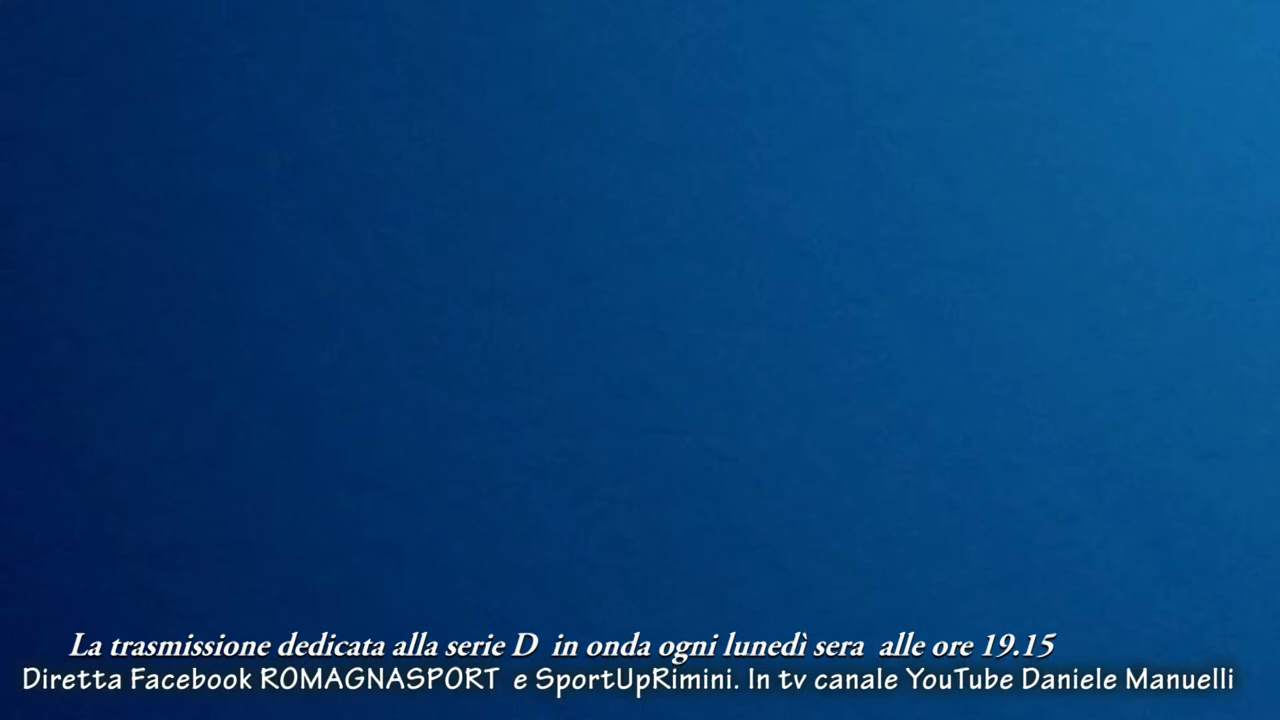 La trasmissione dedicata alla serie D in onda ogni lunedì sera alle ore 19.15
Diretta Facebook ROMAGNASPORT e SportUpRimini. In tv canale YouTube Daniele Manuelli